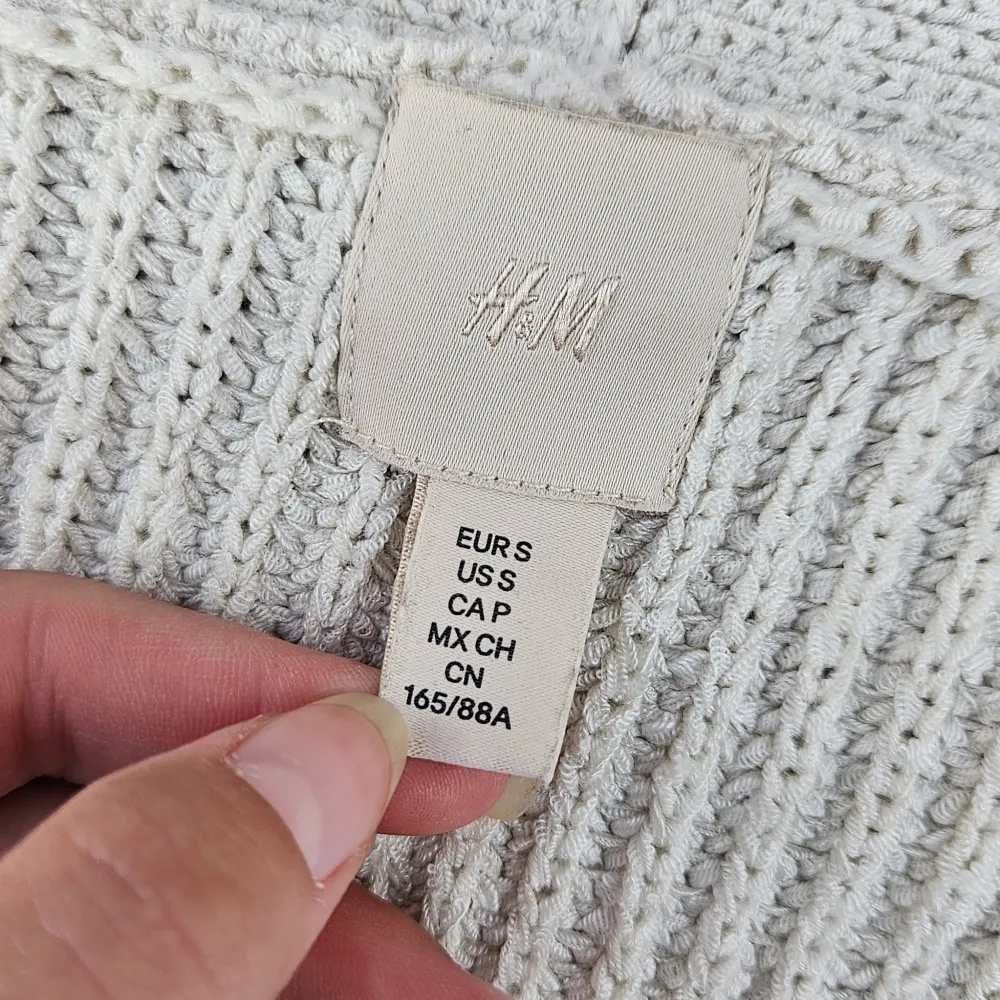 H&M
EUR S
US S
CA P
MX CH
CN
165/88A